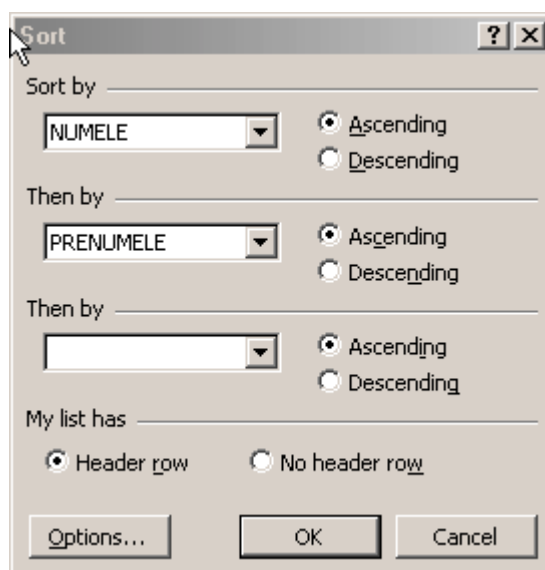 Sort ? X
Sort by
NUMELE Ascending
Descending
Then by
PRENUMELE Ascending
Descending
Then by
Ascending
Descending
My list has
Header row No header row
Options... OK Cancel